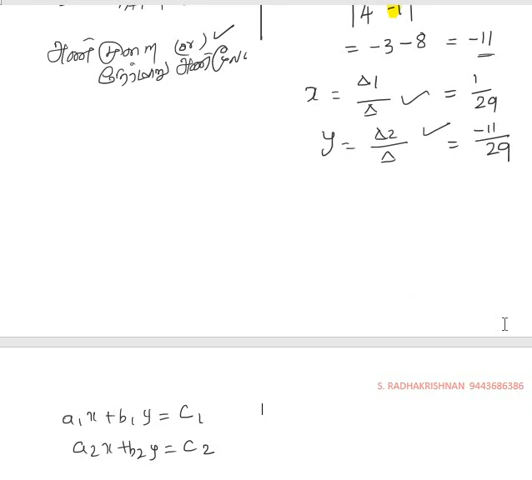 அணி முறை (or) ✓
நேர்மாறு அணி
|4 -1|
= -3 - 8 = -11
x = Δ1/Δ ✓ = 1/29
y = Δ2/Δ ✓ = -11/29
S. RADHAKRISHNAN 9443686386
a₁x + b₁y = C₁
a₂x + b₂y = C₂